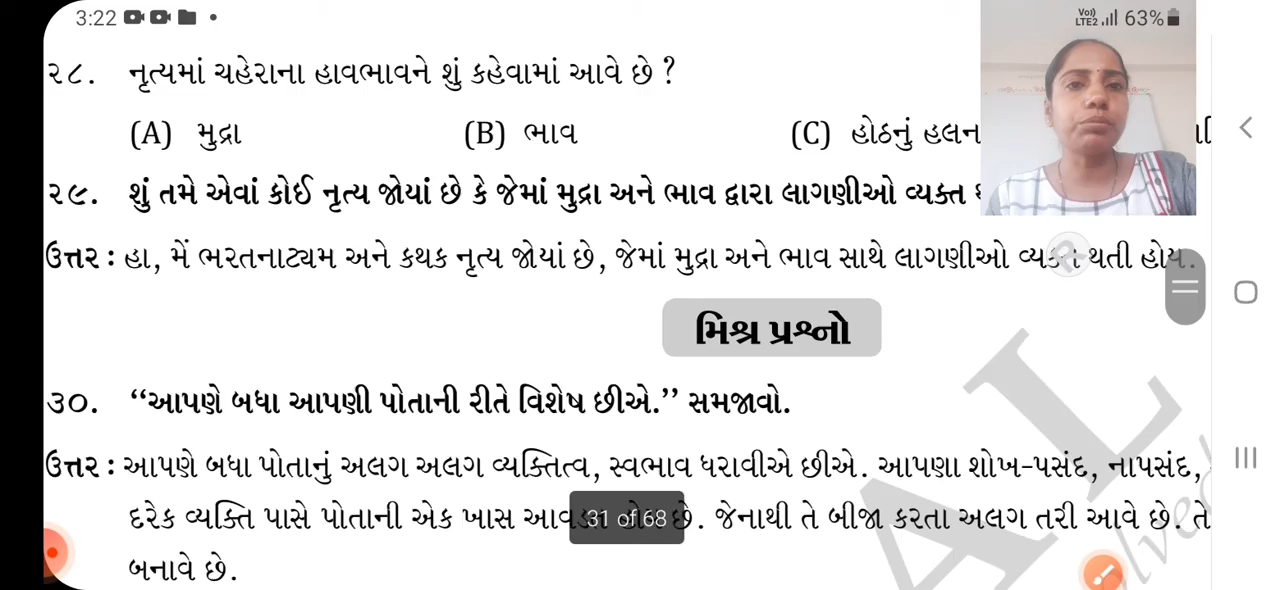 3:22
Vo)) LTE2 63%
૨૮. નૃત્યમાં ચહેરાના હાવભાવને શું કહેવામાં આવે છે ?
(A) મુદ્રા (B) ભાવ (C) હોઠનું
૨૯. શું તમે એવાં કોઈ નૃત્ય જોયાં છે કે જેમાં મુદ્રા અને ભાવ દ્વારા લાગણીઓ વ્યક્ત
ઉત્તર : હા, મેં ભરતનાટ્યમ અને કથક નૃત્ય જોયાં છે, જેમાં મુદ્રા અને ભાવ સાથે લાગણીઓ વ્યક્ત થતી હોય.
મિશ્ર પ્રશ્નો
૩૦. “આપણે બધા આપણી પોતાની રીતે વિશેષ છીએ.” સમજાવો.
ઉત્તર : આપણે બધા પોતાનું અલગ અલગ વ્યક્તિત્વ, સ્વભાવ ધરાવીએ છીએ. આપણા શોખ-પસંદ, નાપસંદ,
દરેક વ્યક્તિ પાસે પોતાની એક ખાસ છે. જેનાથી તે બીજા કરતા અલગ તરી આવે છે. તે
31 of 68
બનાવે છે.